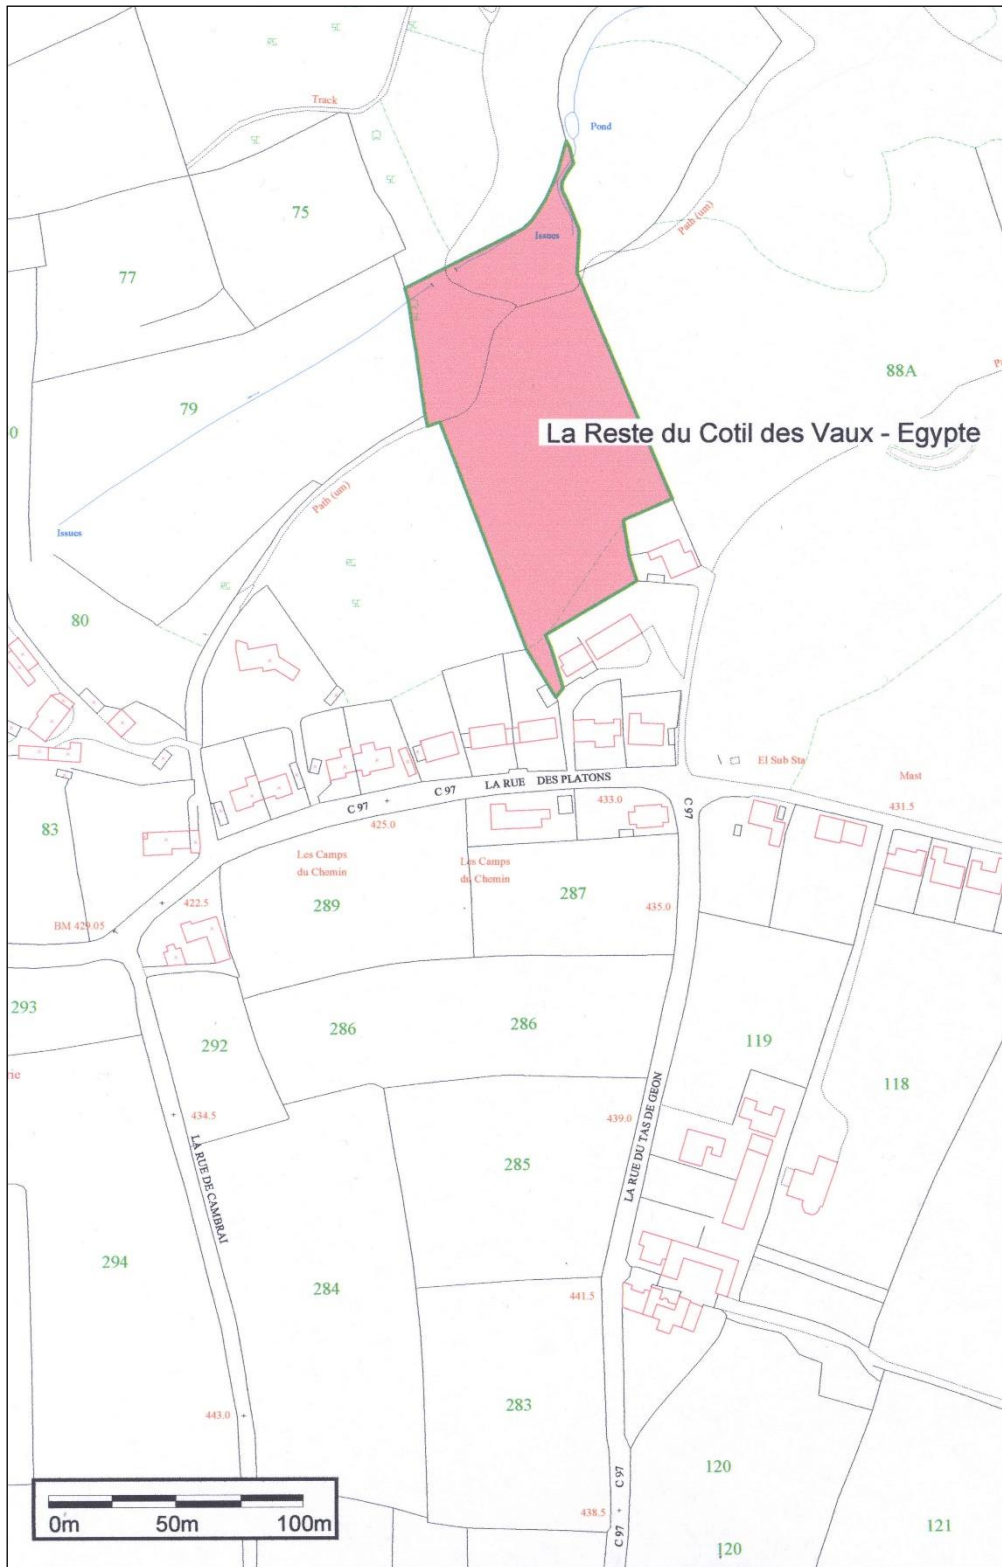 Track
Pond
75
Path (um)
Issues
77
88A
79
La Reste du Cotil des Vaux - Egypte
Path (um)
Issues
80
El Sub Sta
LA RUE DES PLATONS
Mast
C 97
C 97
433.0
C 97
431.5
83
425.0
Les Camps
du Chemin
Les Camps
du Chemin
289
287
422.5
435.0
BM 429.05
293
286
286
292
119
118
434.5
439.0
LA RUE DU TAS DE GEON
LA RUE DE CAMBRAI
285
294
284
441.5
283
443.0
120
C 97
438.5
C 97
121
120
0m 50m 100m